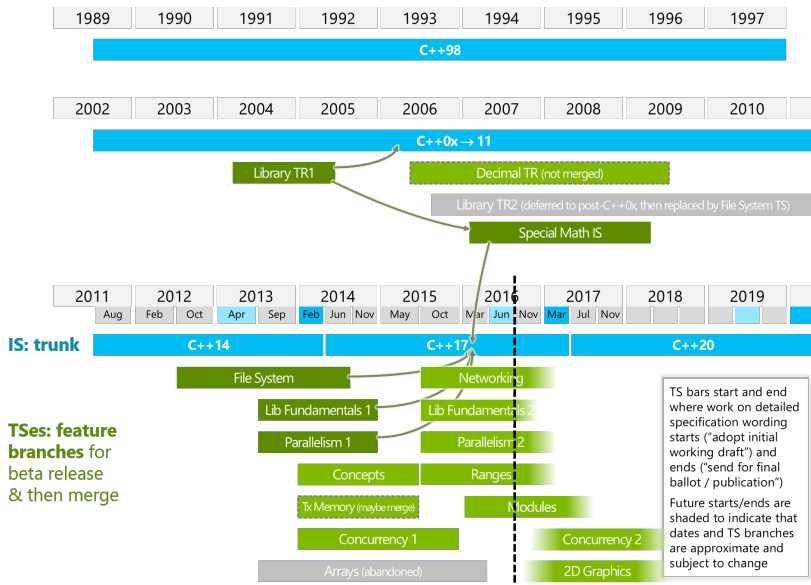 1989 1990 1991 1992 1993 1994 1995 1996 1997
C++98
2002 2003 2004 2005 2006 2007 2008 2009 2010
C++0x → 11
Library TR1
Decimal TR (not merged)
Library TR2 (deferred to post-C++0x, then replaced by File System TS)
Special Math IS
2011 2012 2013 2014 2015 2016 2017 2018 2019
Aug Feb Oct Apr Sep Feb Jun Nov May Oct Mar Jun Nov Mar Jul Nov
IS: trunk
C++14 C++17 C++20
File System Networking
Lib Fundamentals 1 Lib Fundamentals 2
Parallelism 1 Parallelism 2
Concepts Ranges
Tx Memory (maybe merge) Modules
Concurrency 1 Concurrency 2
Arrays (abandoned) 2D Graphics
TSes: feature
branches for
beta release
& then merge
TS bars start and end
where work on detailed
specification wording
starts (“adopt initial
working draft”) and
ends (“send for final
ballot / publication”)
Future starts/ends are
shaded to indicate that
dates and TS branches
are approximate and
subject to change